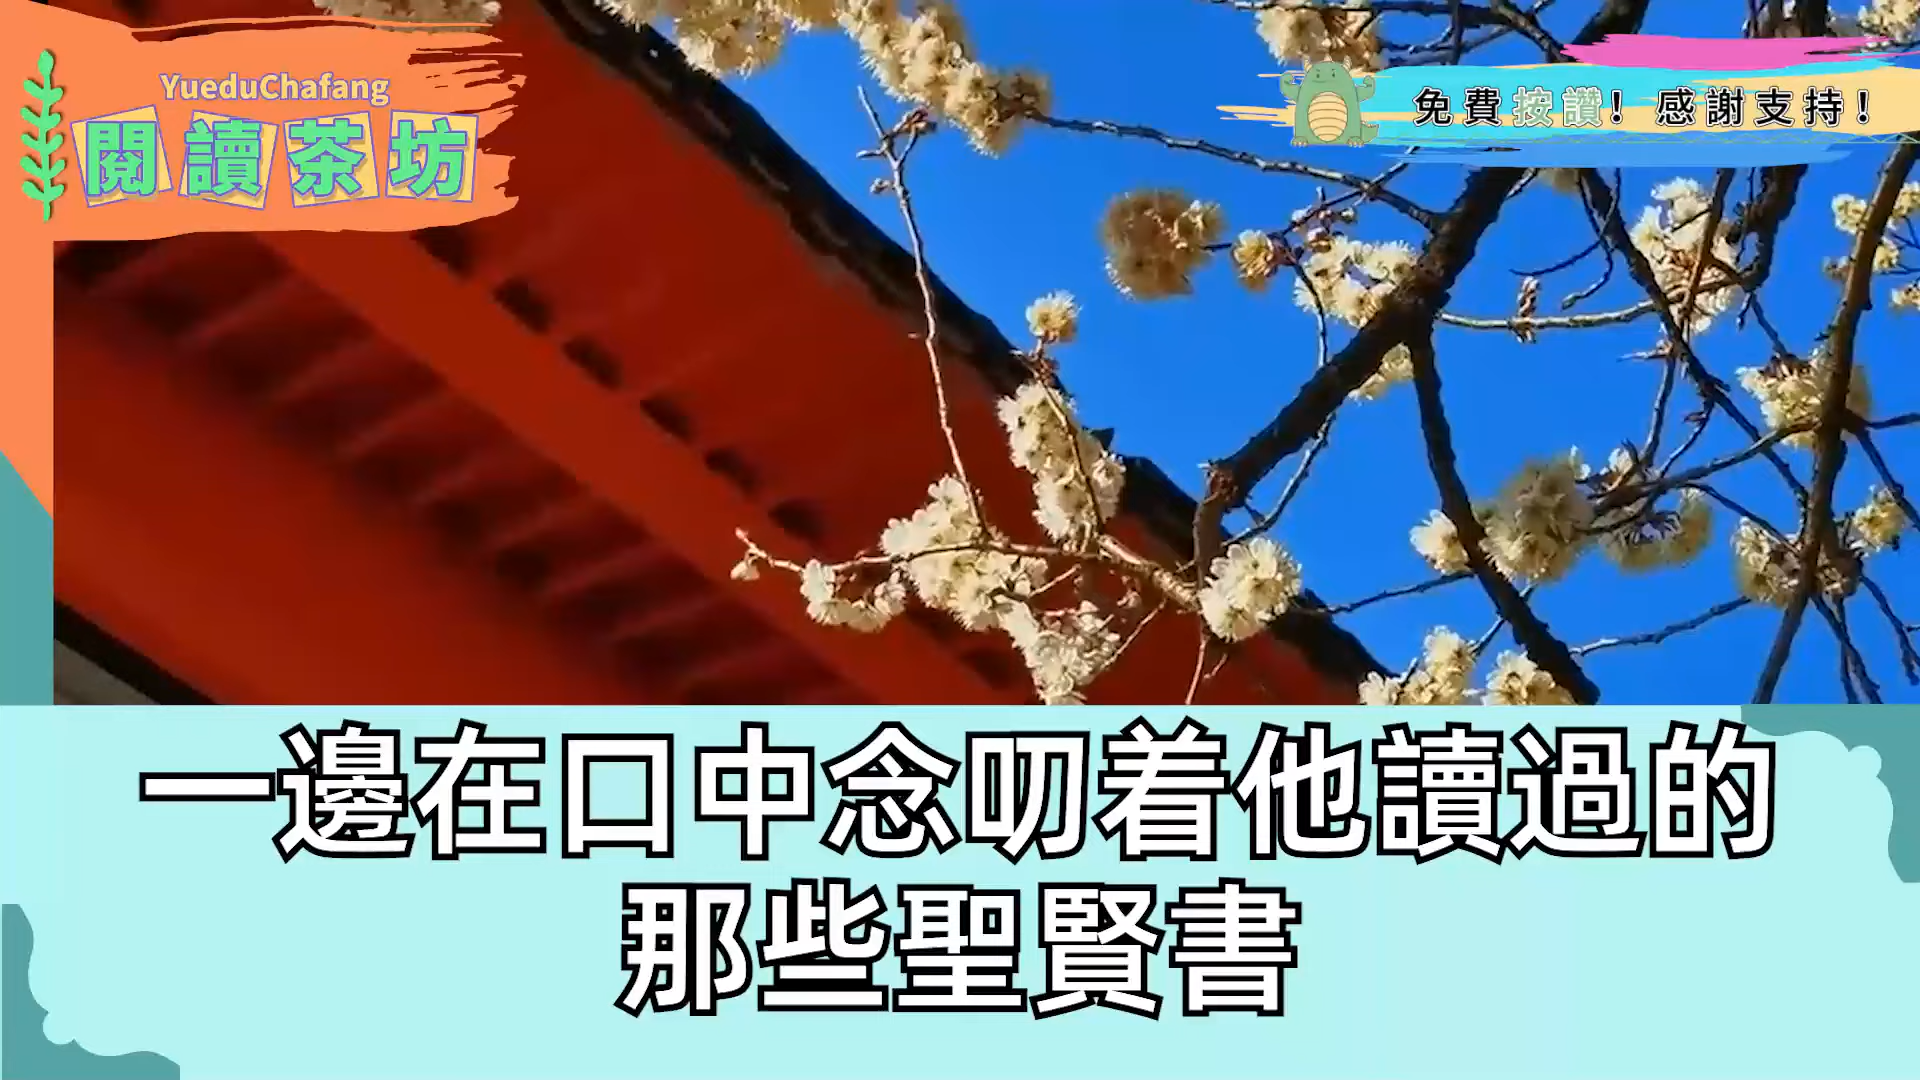 YueduChafang
閱讀茶坊
免費按讚！感謝支持！
一邊在口中念叨着他讀過的
那些聖賢書